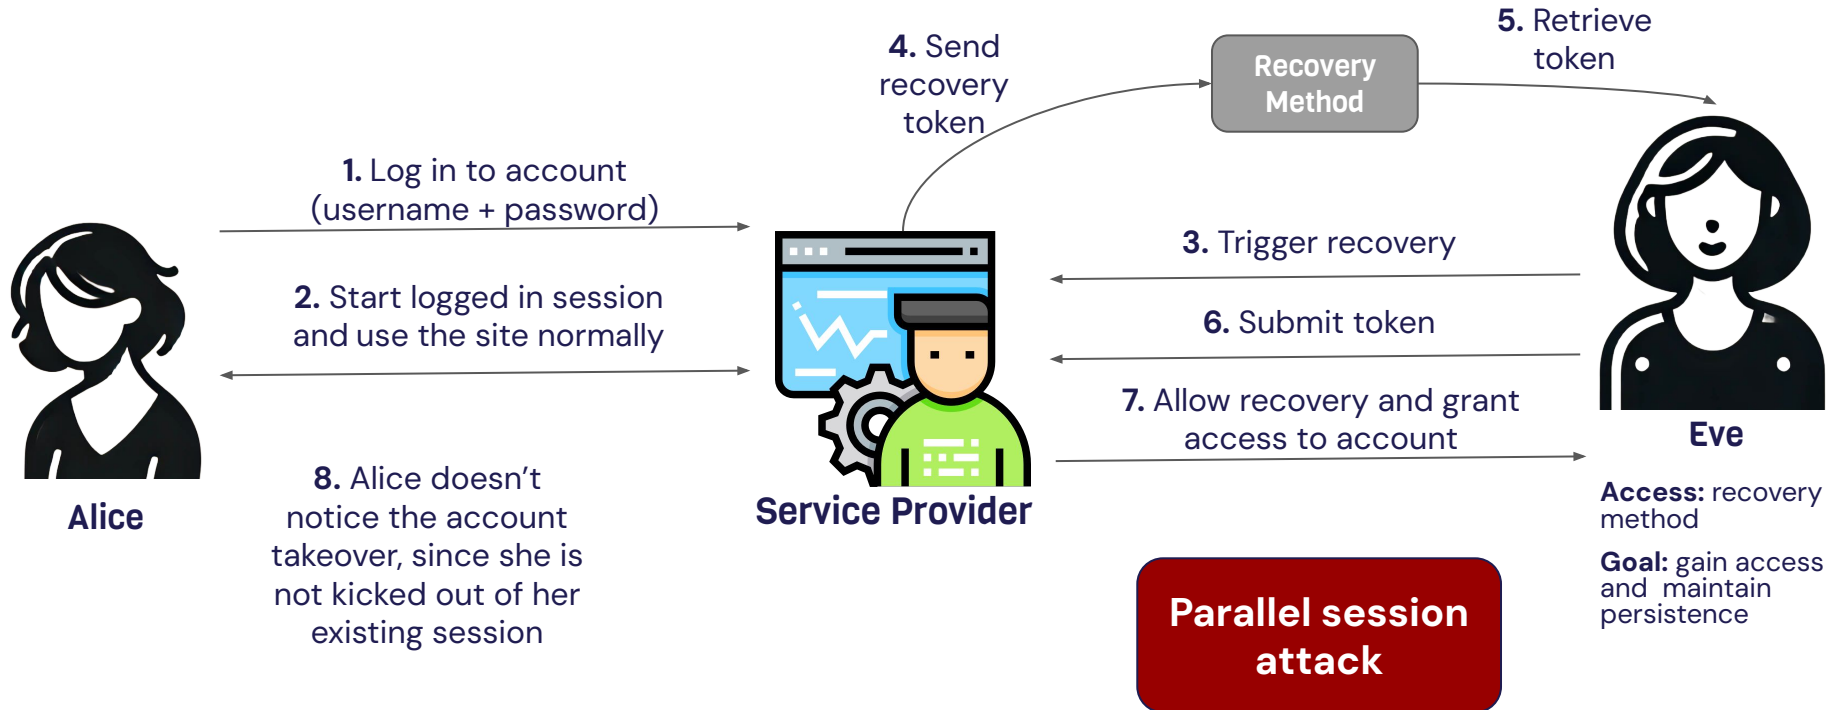 1. Log in to account
(username + password)
2. Start logged in session
and use the site normally
8. Alice doesn't
notice the account
takeover, since she is
not kicked out of her
existing session
Alice
4. Send
recovery
token
Recovery
Method
5. Retrieve
token
3. Trigger recovery
6. Submit token
7. Allow recovery and grant
access to account
Service Provider
Eve
Access: recovery
method
Goal: gain access
and maintain
persistence
Parallel session
attack